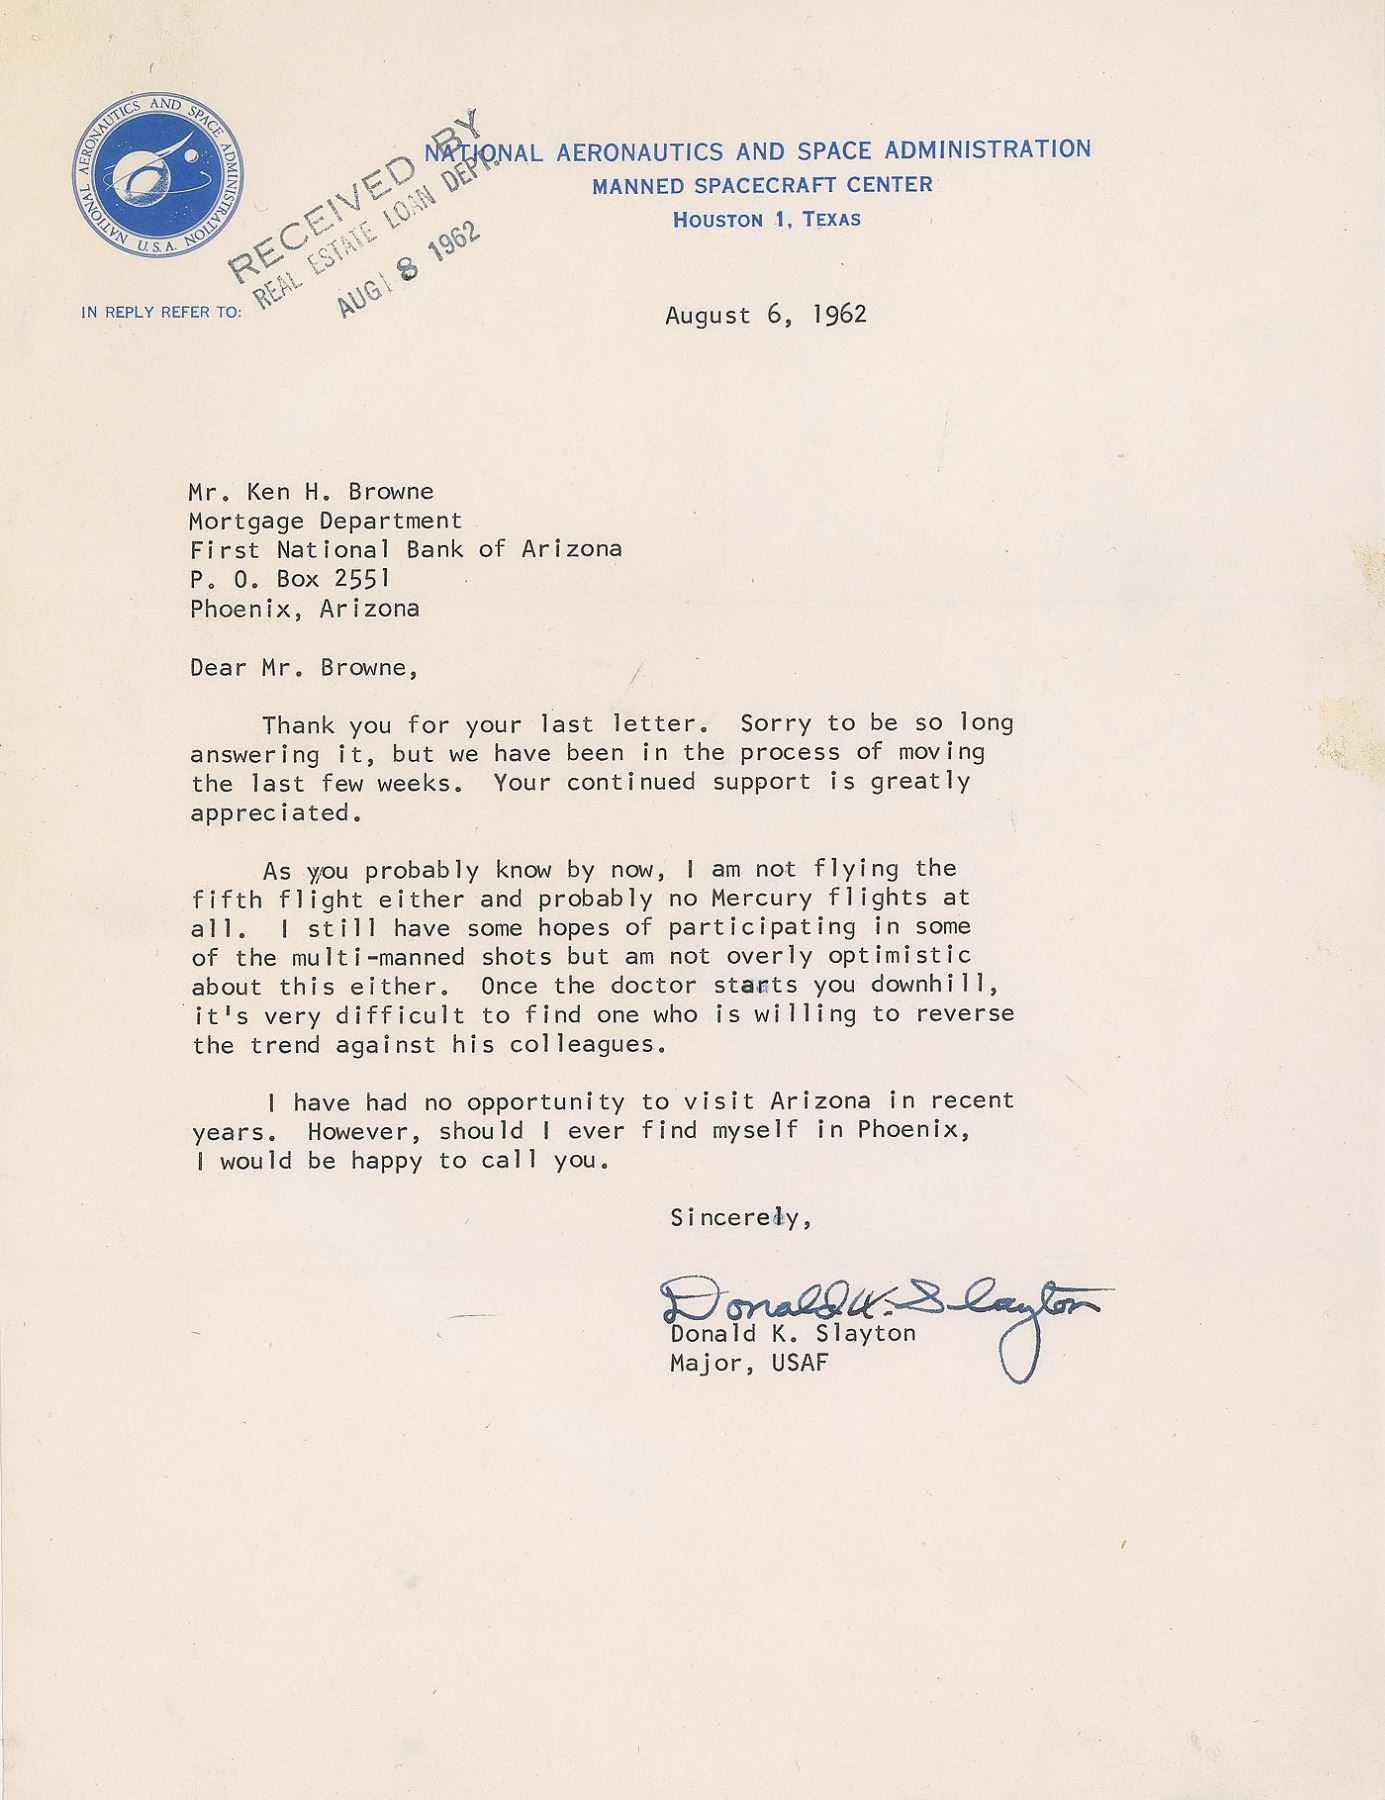 NATIONAL AERONAUTICS AND SPACE ADMINISTRATION
U.S.A.
RECEIVED BY
REAL ESTATE LOAN DEPT.
AUG 8 1962
NATIONAL AERONAUTICS AND SPACE ADMINISTRATION
MANNED SPACECRAFT CENTER
HOUSTON 1, TEXAS
IN REPLY REFER TO:
August 6, 1962
Mr. Ken H. Browne
Mortgage Department
First National Bank of Arizona
P. O. Box 2551
Phoenix, Arizona
Dear Mr. Browne,
Thank you for your last letter. Sorry to be so long
answering it, but we have been in the process of moving
the last few weeks. Your continued support is greatly
appreciated.
As you probably know by now, I am not flying the
fifth flight either and probably no Mercury flights at
all. I still have some hopes of participating in some
of the multi-manned shots but am not overly optimistic
about this either. Once the doctor starts you downhill,
it's very difficult to find one who is willing to reverse
the trend against his colleagues.
I have had no opportunity to visit Arizona in recent
years. However, should I ever find myself in Phoenix,
I would be happy to call you.
Sincerely,
Donald K. Slayton
Donald K. Slayton
Major, USAF